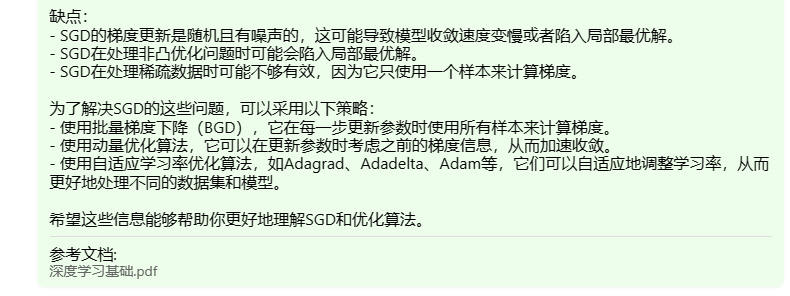 缺点：
- SGD的梯度更新是随机且有噪声的，这可能导致模型收敛速度变慢或者陷入局部最优解。
- SGD在处理非凸优化问题时可能会陷入局部最优解。
- SGD在处理稀疏数据时可能不够有效，因为它只使用一个样本来计算梯度。
为了解决SGD的这些问题，可以采用以下策略：
- 使用批量梯度下降（BGD），它在每一步更新参数时使用所有样本来计算梯度。
- 使用动量优化算法，它可以在更新参数时考虑之前的梯度信息，从而加速收敛。
- 使用自适应学习率优化算法，如Adagrad、Adadelta、Adam等，它们可以自适应地调整学习率，从而
更好地处理不同的数据集和模型。
希望这些信息能够帮助你更好地理解SGD和优化算法。
参考文档:
深度学习基础.pdf